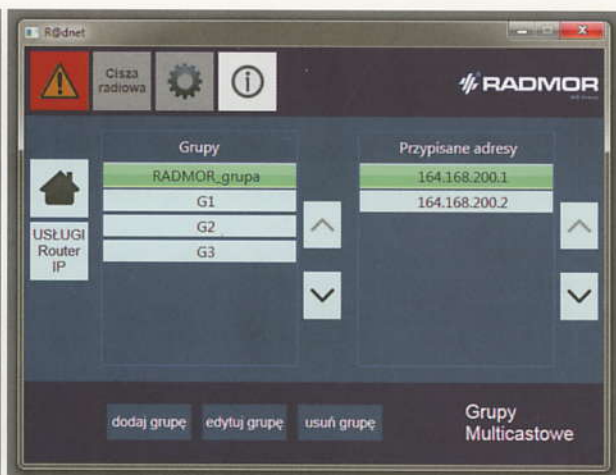 R@dnet
Cisza
radiowa
RADMOR
Grupy
RADMOR_grupa
G1
G2
G3
Przypisane adresy
164.168.200.1
164.168.200.2
USŁUGI
Router
IP
dodaj grupę
edytuj grupę
usuń grupę
Grupy
Multicastowe